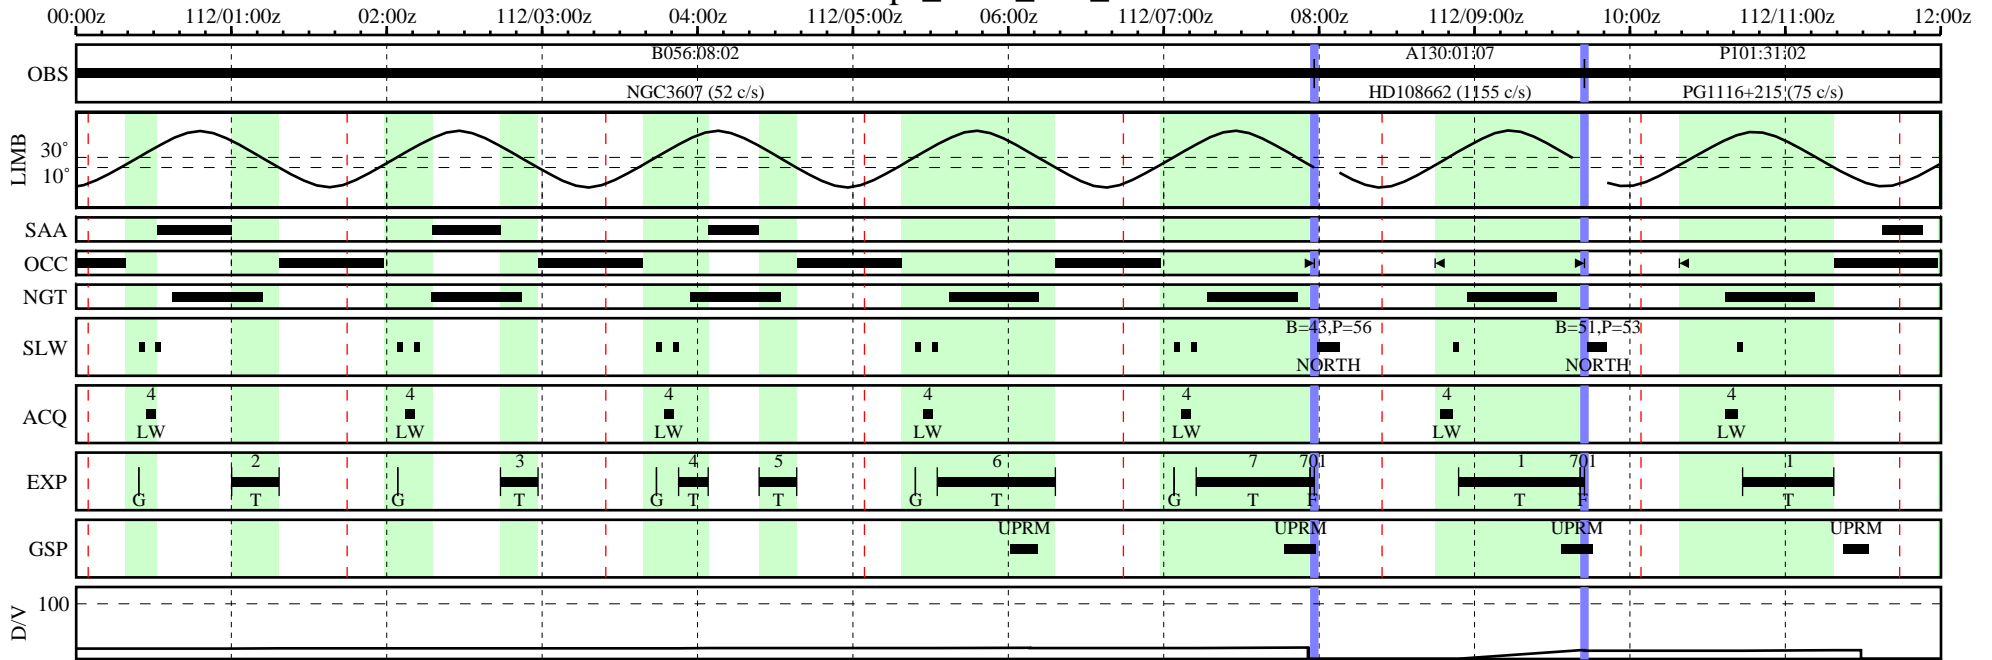 00:00z 112/01:00z 02:00z 112/03:00z 04:00z 112/05:00z 06:00z 112/07:00z 08:00z 112/09:00z 10:00z 112/11:00z 12:00z
OBS
B056:08:02 A130:01:07 P101:31:02
NGC3607 (52 c/s) HD108662 (1155 c/s) PG1116+215 (75 c/s)
LIMB
30°
10°
SAA
OCC
NGT
SLW
B=43,P=56 B=51,P=53
NORTH NORTH
ACQ
4 4 4 4 4 4 4
LW LW LW LW LW LW LW
EXP
2 3 4 5 6 7 701 1 701 1
G T G T G T T G T G T F T F T
GSP
UPRM UPRM UPRM UPRM
D/V
100